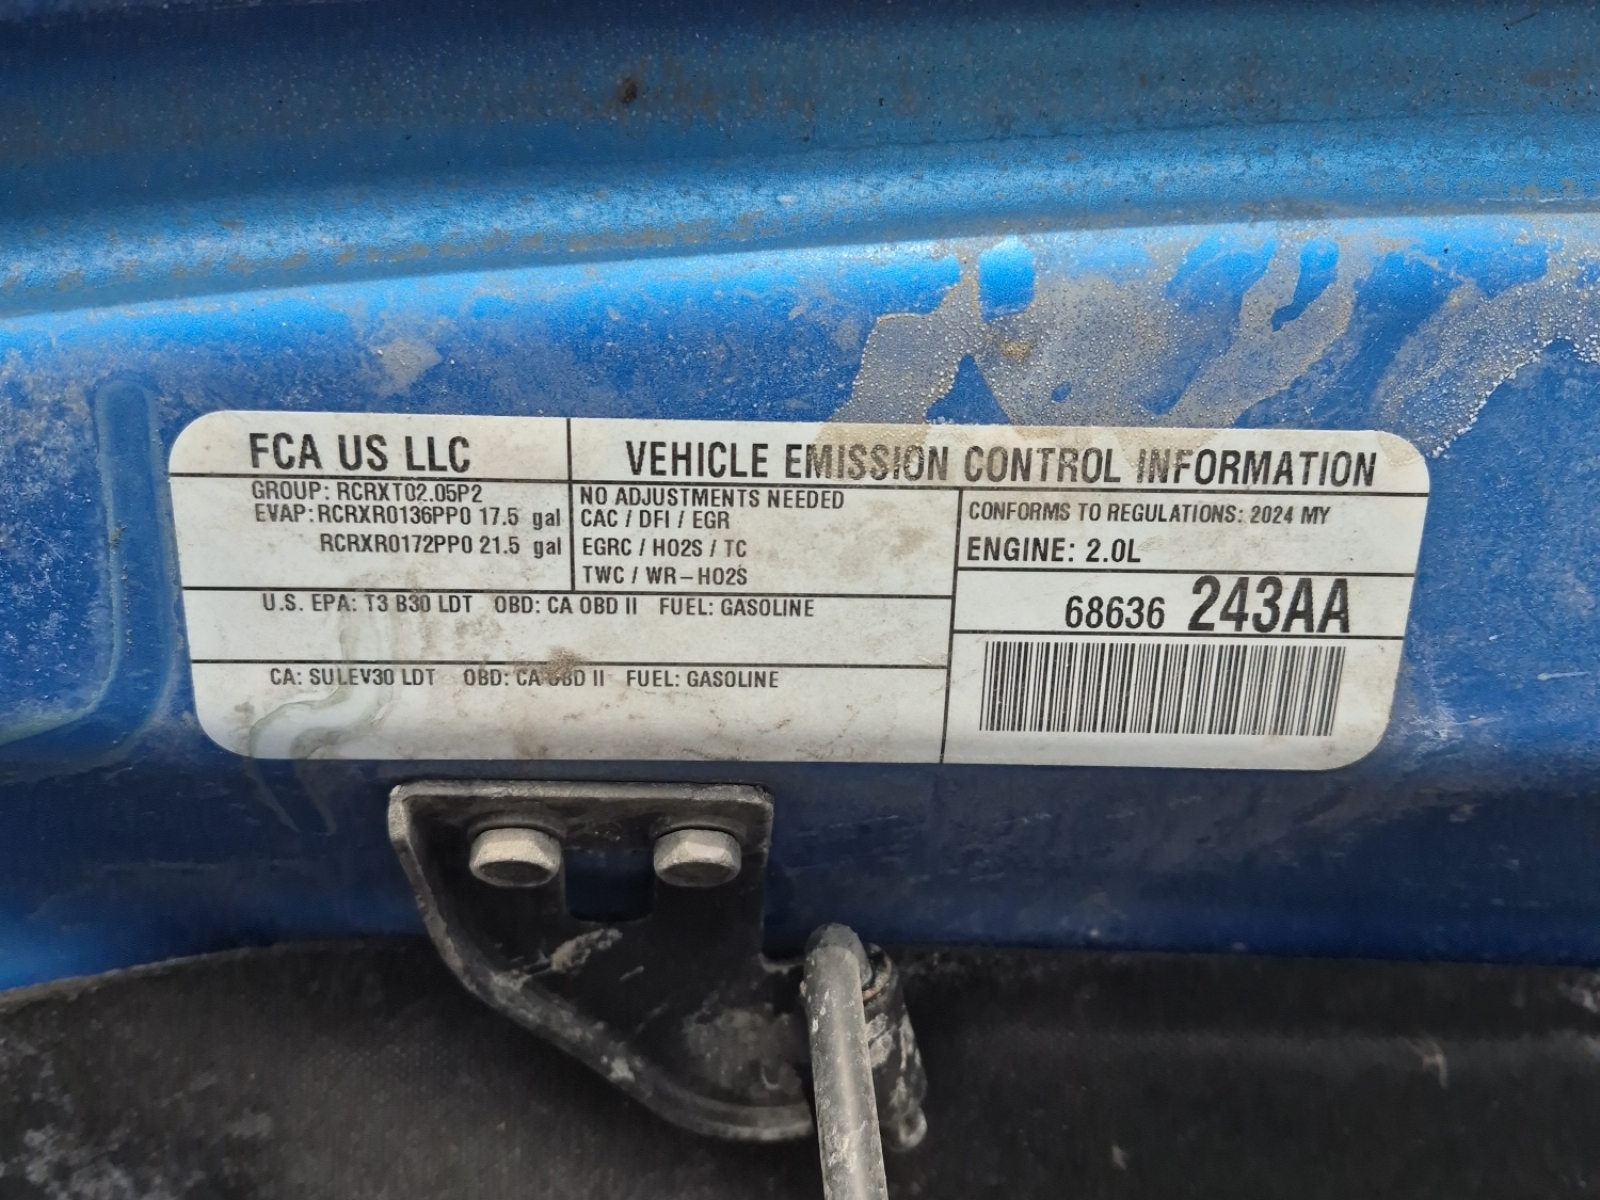 FCA US LLC
VEHICLE EMISSION CONTROL INFORMATION
GROUP: RCRXT02.05P2
EVAP: RCRXR0136PP0 17.5 gal
RCRXR0172PP0 21.5 gal
NO ADJUSTMENTS NEEDED
CAC / DFI / EGR
EGRC / HO2S / TC
TWC / WR-HO2S
CONFORMS TO REGULATIONS: 2024 MY
ENGINE: 2.0L
68636 243AA
U.S. EPA: T3 B30 LDT OBD: CA OBD II FUEL: GASOLINE
CA: SULEV30 LDT OBD: CA OBD II FUEL: GASOLINE